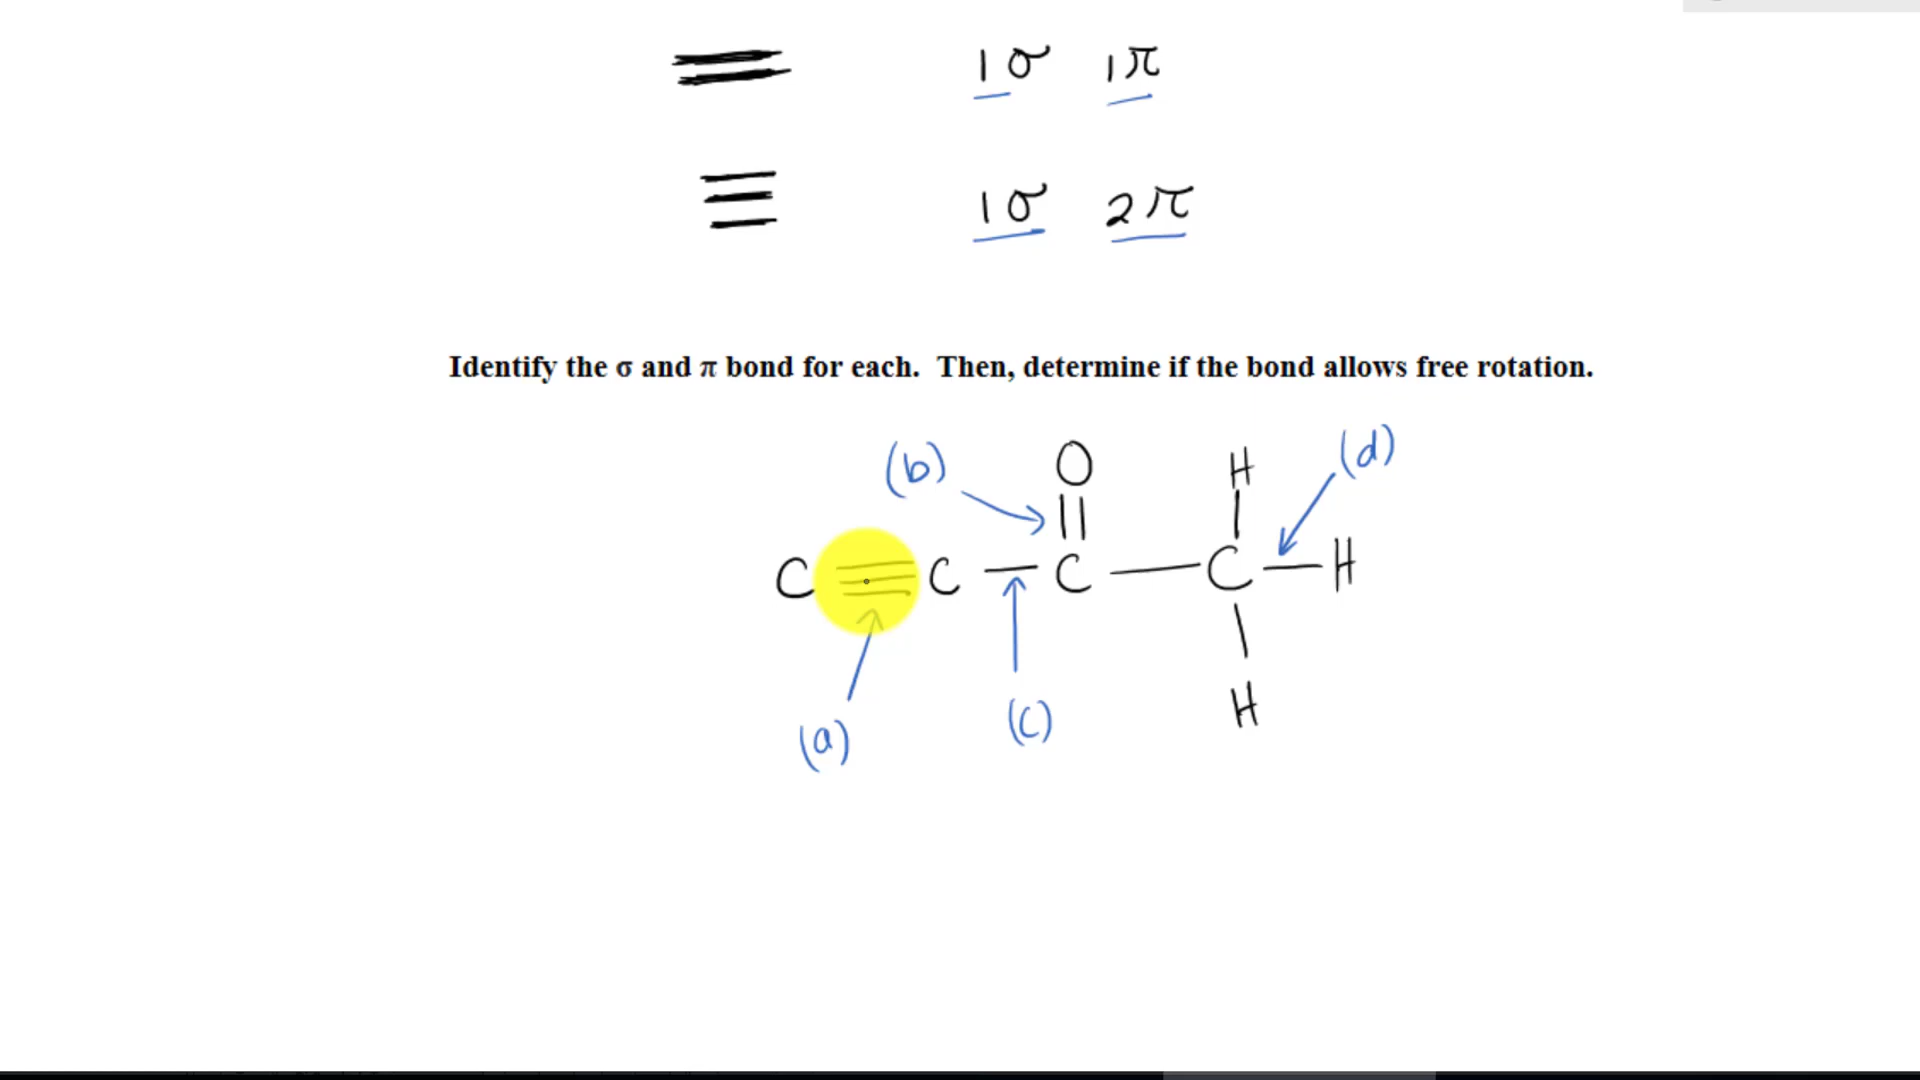 1σ 1π
1σ 2π
Identify the σ and π bond for each. Then, determine if the bond allows free rotation.
(b) O H (d)
C ≡ C — C — C — H
(a) (c) H